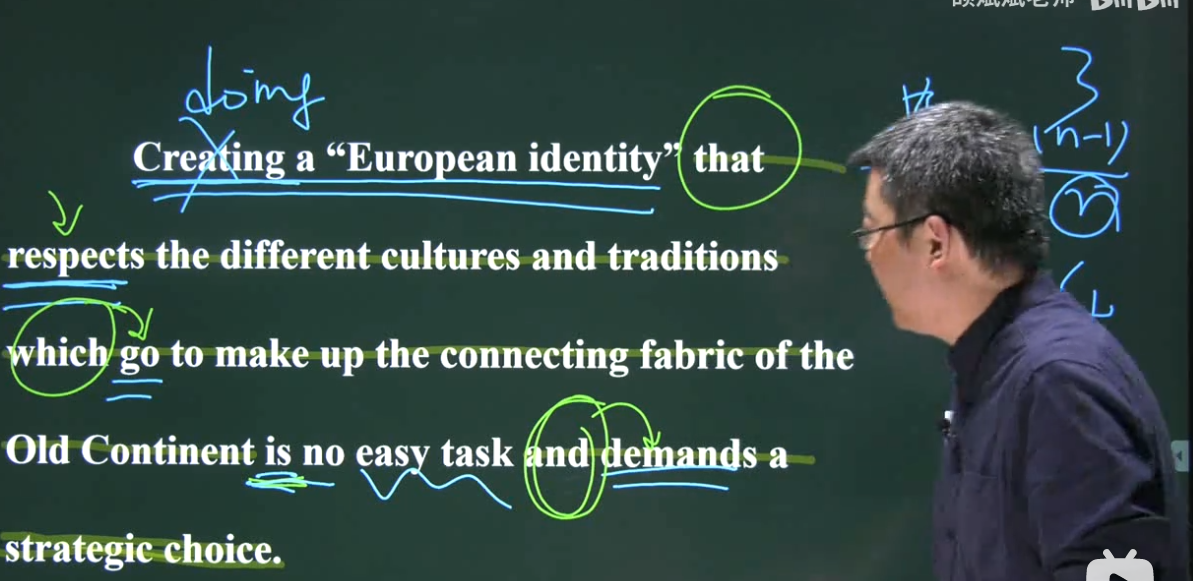 doing
Creating a “European identity” that
respects the different cultures and traditions
which go to make up the connecting fabric of the
Old Continent is no easy task and demands a
strategic choice.
3
(n-1)
n